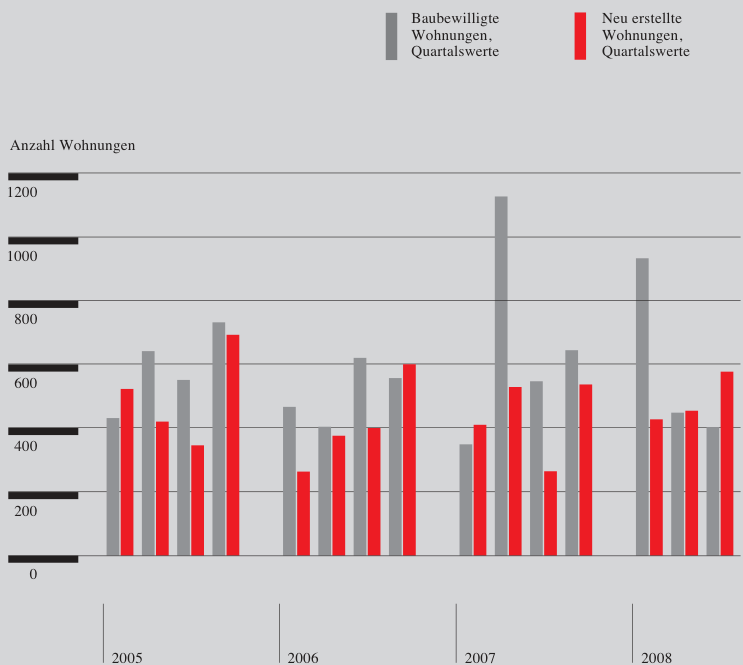 Baubewilligte
Wohnungen,
Quartalswerte
Neu erstellte
Wohnungen,
Quartalswerte
Anzahl Wohnungen
1200
1000
800
600
400
200
0
2005
2006
2007
2008